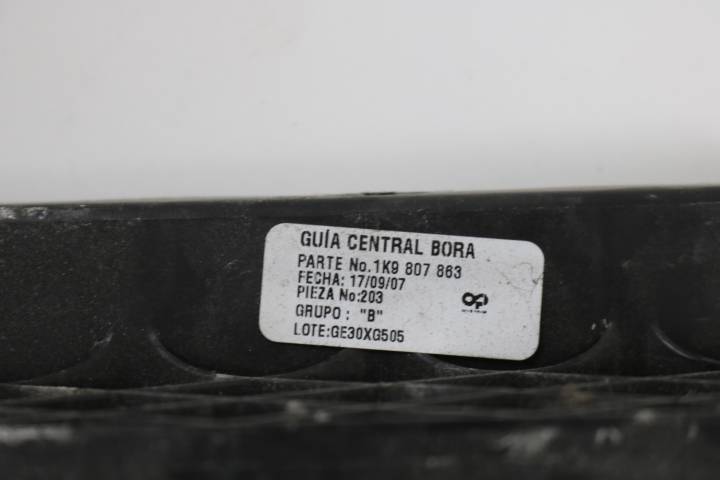 GUÍA CENTRAL BORA
PARTE No.1K9 807 863
FECHA: 17/09/07
PIEZA No:203
GRUPO: "B"
LOTE:GE30XG505